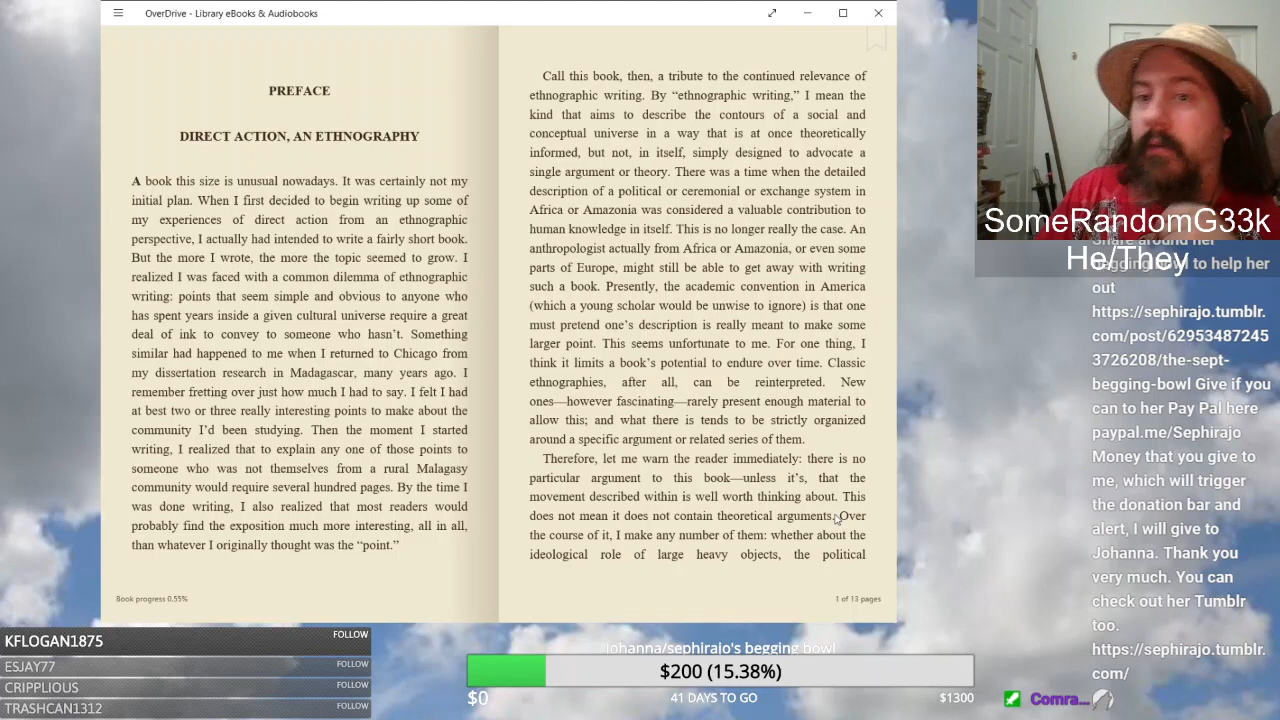 OverDrive - Library eBooks & Audiobooks
PREFACE
DIRECT ACTION, AN ETHNOGRAPHY
A book this size is unusual nowadays. It was certainly not my
initial plan. When I first decided to begin writing up some of
my experiences of direct action from an ethnographic
perspective, I actually had intended to write a fairly short book.
But the more I wrote, the more the topic seemed to grow. I
realized I was faced with a common dilemma of ethnographic
writing: points that seem simple and obvious to anyone who
has spent years inside a given cultural universe require a great
deal of ink to convey to someone who hasn’t. Something
similar had happened to me when I returned to Chicago from
my dissertation research in Madagascar, many years ago. I
remember fretting over just how much I had to say. I felt I had
at best two or three really interesting points to make about the
community I’d been studying. Then the moment I started
writing, I realized that to explain any one of those points to
someone who was not themselves from a rural Malagasy
community would require several hundred pages. By the time I
was done writing, I also realized that most readers would
probably find the exposition much more interesting, all in all,
than whatever I originally thought was the “point.”
Book progress 0.55%
Call this book, then, a tribute to the continued relevance of
ethnographic writing. By “ethnographic writing,” I mean the
kind that aims to describe the contours of a social and
conceptual universe in a way that is at once theoretically
informed, but not, in itself, simply designed to advocate a
single argument or theory. There was a time when the detailed
description of a political or ceremonial or exchange system in
Africa or Amazonia was considered a valuable contribution to
human knowledge in itself. This is no longer really the case. An
anthropologist actually from Africa or Amazonia, or even some
parts of Europe, might still be able to get away with writing
such a book. Presently, the academic convention in America
(which a young scholar would be unwise to ignore) is that one
must pretend one’s description is really meant to make some
larger point. This seems unfortunate to me. For one thing, I
think it limits a book’s potential to endure over time. Classic
ethnographies, after all, can be reinterpreted. New
ones—however fascinating—rarely present enough material to
allow this; and what there is tends to be strictly organized
around a specific argument or related series of them.
Therefore, let me warn the reader immediately: there is no
particular argument to this book—unless it’s, that the
movement described within is well worth thinking about. This
does not mean it does not contain theoretical arguments. Over
the course of it, I make any number of them: whether about the
ideological role of large heavy objects, the political
1 of 13 pages
SomeRandomG33k
He/They
Share around her
begging bowl to help her
out
https://sephirajo.tumblr.
com/post/62953487245
3726208/the-sept-
begging-bowl Give if you
can to her Pay Pal here
paypal.me/Sephirajo
Money that you give to
me, which will trigger
the donation bar and
alert, I will give to
Johanna. Thank you
very much. You can
check out her Tumblr
too.
https://sephirajo.tumblr.
com/
KFLOGAN1875 FOLLOW
ESJAY77 FOLLOW
CRIPPLIOUS FOLLOW
TRASHCAN1312 FOLLOW
Johanna/sephirajo's begging bowl
$200 (15.38%)
$0 41 DAYS TO GO $1300
Comra...